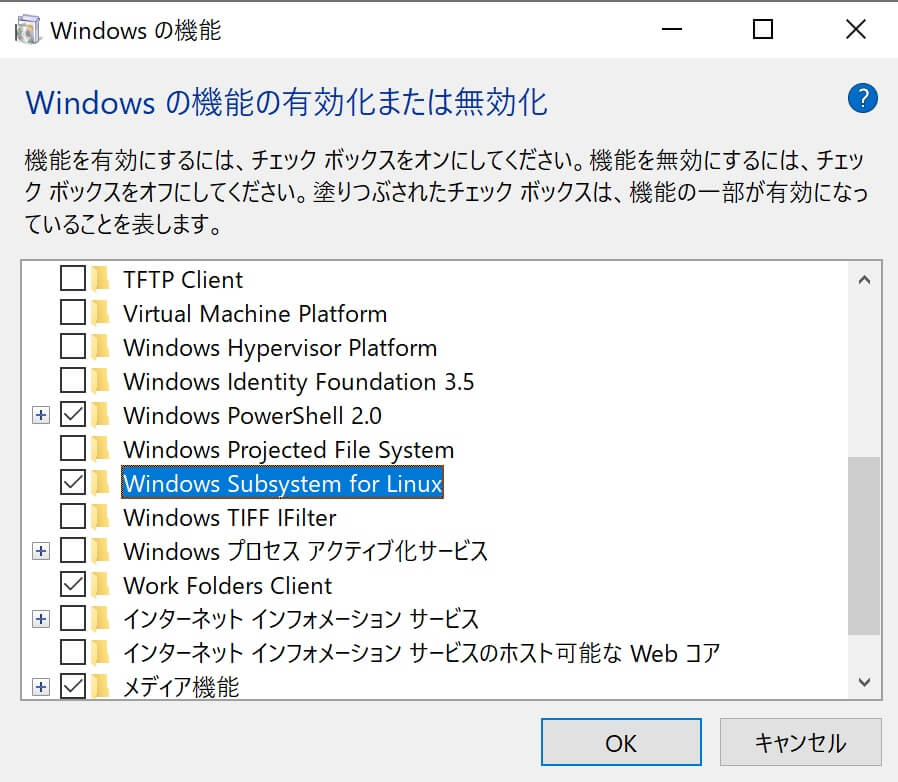 Windows の機能
Windows の機能の有効化または無効化
?
機能を有効にするには、チェック ボックスをオンにしてください。機能を無効にするには、チェッ
ク ボックスをオフにしてください。塗りつぶされたチェック ボックスは、機能の一部が有効になっ
ていることを表します。
TFTP Client
Virtual Machine Platform
Windows Hypervisor Platform
Windows Identity Foundation 3.5
Windows PowerShell 2.0
Windows Projected File System
Windows Subsystem for Linux
Windows TIFF IFilter
Windows プロセス アクティブ化サービス
Work Folders Client
インターネット インフォメーション サービス
インターネット インフォメーション サービスのホスト可能な Web コア
メディア機能
OK
キャンセル